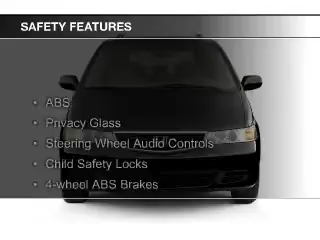 SAFETY FEATURES
• ABS
• Privacy Glass
• Steering Wheel Audio Controls
• Child Safety Locks
• 4-wheel ABS Brakes